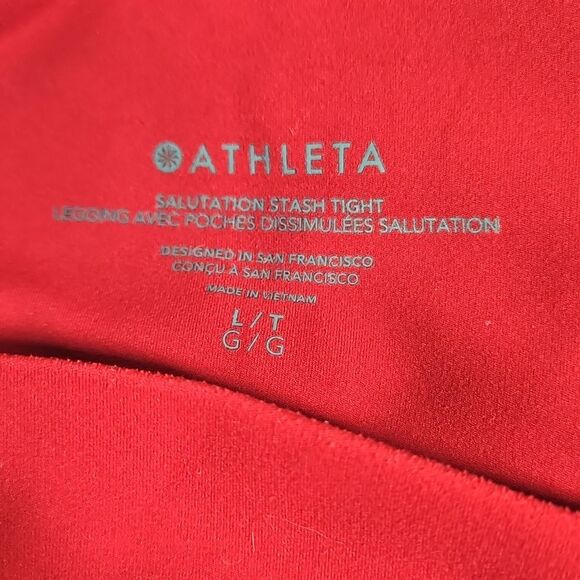 ATHLETA
SALUTATION STASH TIGHT
LEGGING AVEC POCHES DISSIMULÉES SALUTATION
DESIGNED IN SAN FRANCISCO
CONÇU À SAN FRANCISCO
MADE IN VIETNAM
L / T
G / G